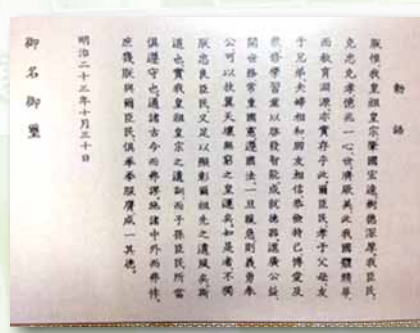 勅語
朕惟我皇祖皇宗肇國宏遠、樹德深厚、我臣民、
克忠克孝、億兆一心、世濟厥美、此我國體精華、
而教育淵源、亦實存乎此、爾臣民、孝于父母、友
于兄弟、夫婦相和、朋友相信、恭儉持己、博愛及
衆、修學習業、以啓發智能、成就德器、進廣公益、
開世務、常重國憲、遵國法、一旦緩急、則義勇奉
公、可以扶翼天壤無窮之皇運矣、如是者、不獨
朕忠良臣民、又足以顯彰爾祖先之遺風矣、斯
道也、實我皇祖皇宗之遺訓、而子孫臣民、所當
俱遵守也、通諸古今而弗謬、施諸中外而弗悖、
庶幾朕與爾臣民、俱拳拳服膺、咸一其德、
明治二十三年十月三十日
御名御璽